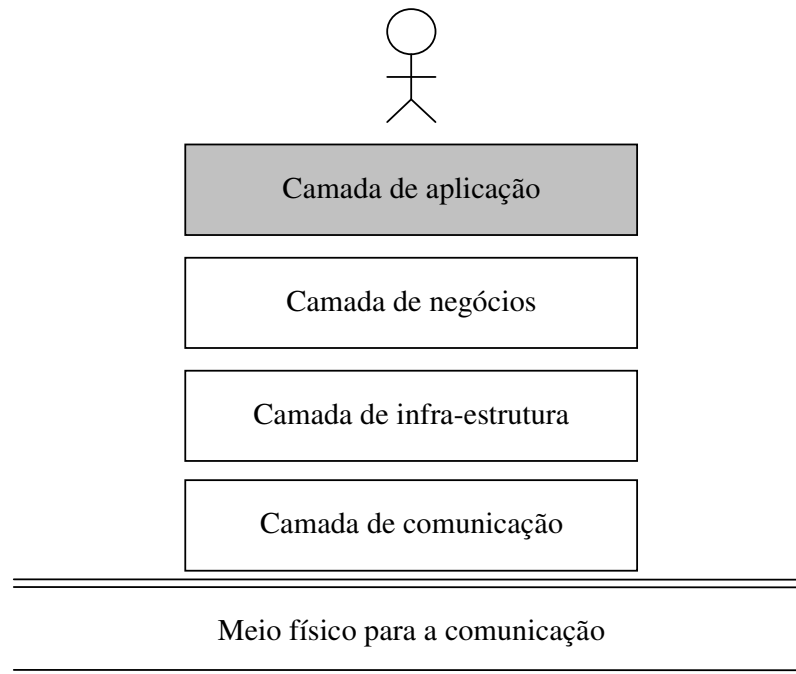 Camada de aplicação
Camada de negócios
Camada de infra-estrutura
Camada de comunicação
Meio físico para a comunicação